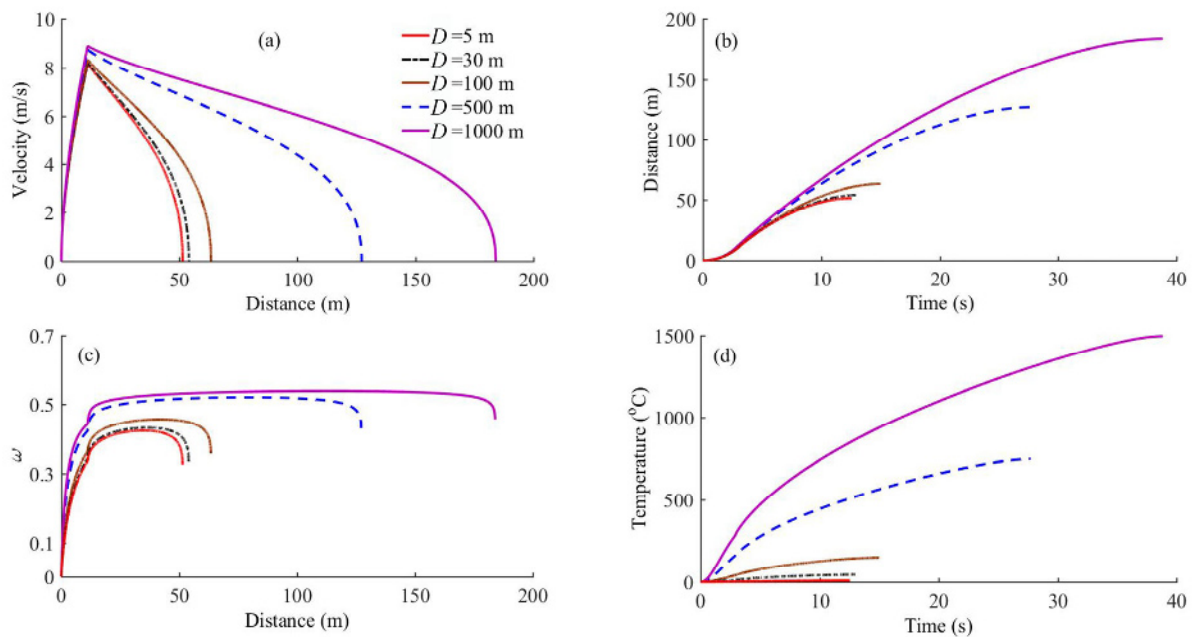 10
8
6
4
2
0
Velocity (m/s)
(a)
D =5 m
D =30 m
D =100 m
D =500 m
D =1000 m
0 50 100 150 200
Distance (m)
200
150
100
50
0
Distance (m)
(b)
0 10 20 30 40
Time (s)
0.7
0.5
0.3
0.1
0
ω
(c)
0 50 100 150 200
Distance (m)
1500
1000
500
0
Temperature (°C)
(d)
0 10 20 30 40
Time (s)